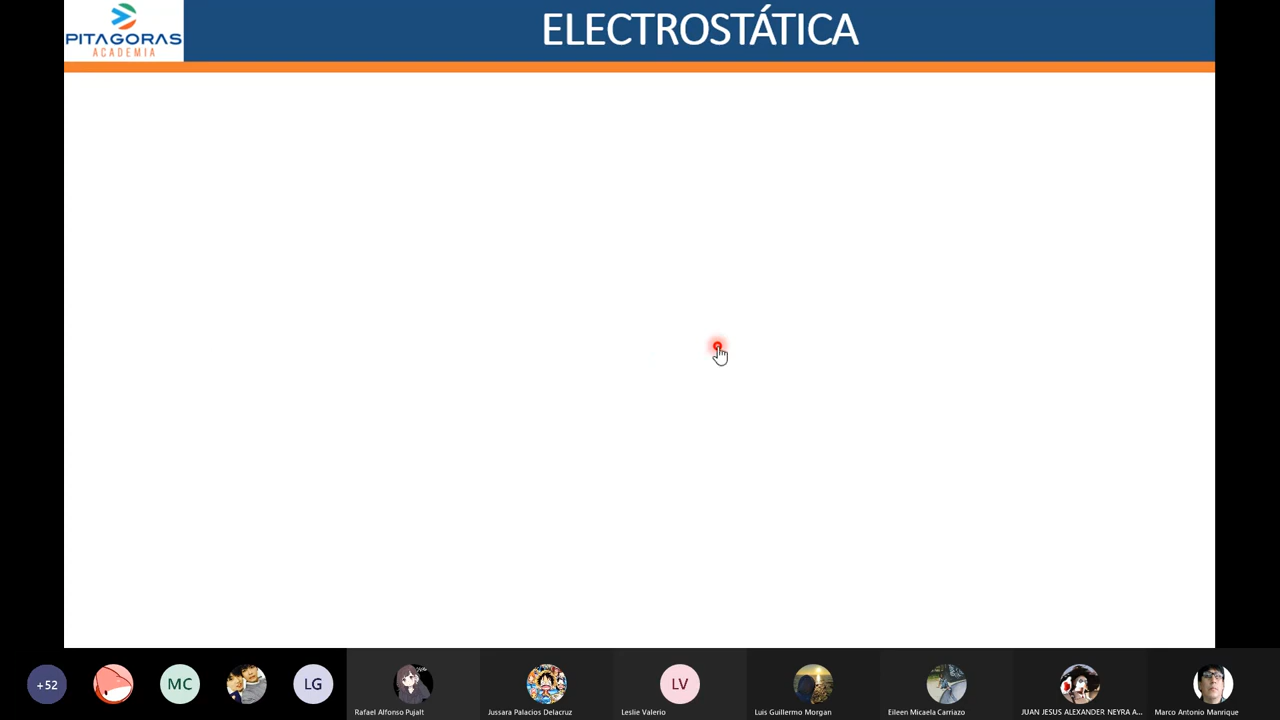 PITAGORAS
ACADEMIA
ELECTROSTÁTICA
+52
MC
LG
LV
Rafael Alfonso Pujalt
Jussara Palacios Delacruz
Leslie Valerio
Luis Guillermo Morgan
Eileen Micaela Carriazo
JUAN JESUS ALEXANDER NEYRA A...
Marco Antonio Manrique